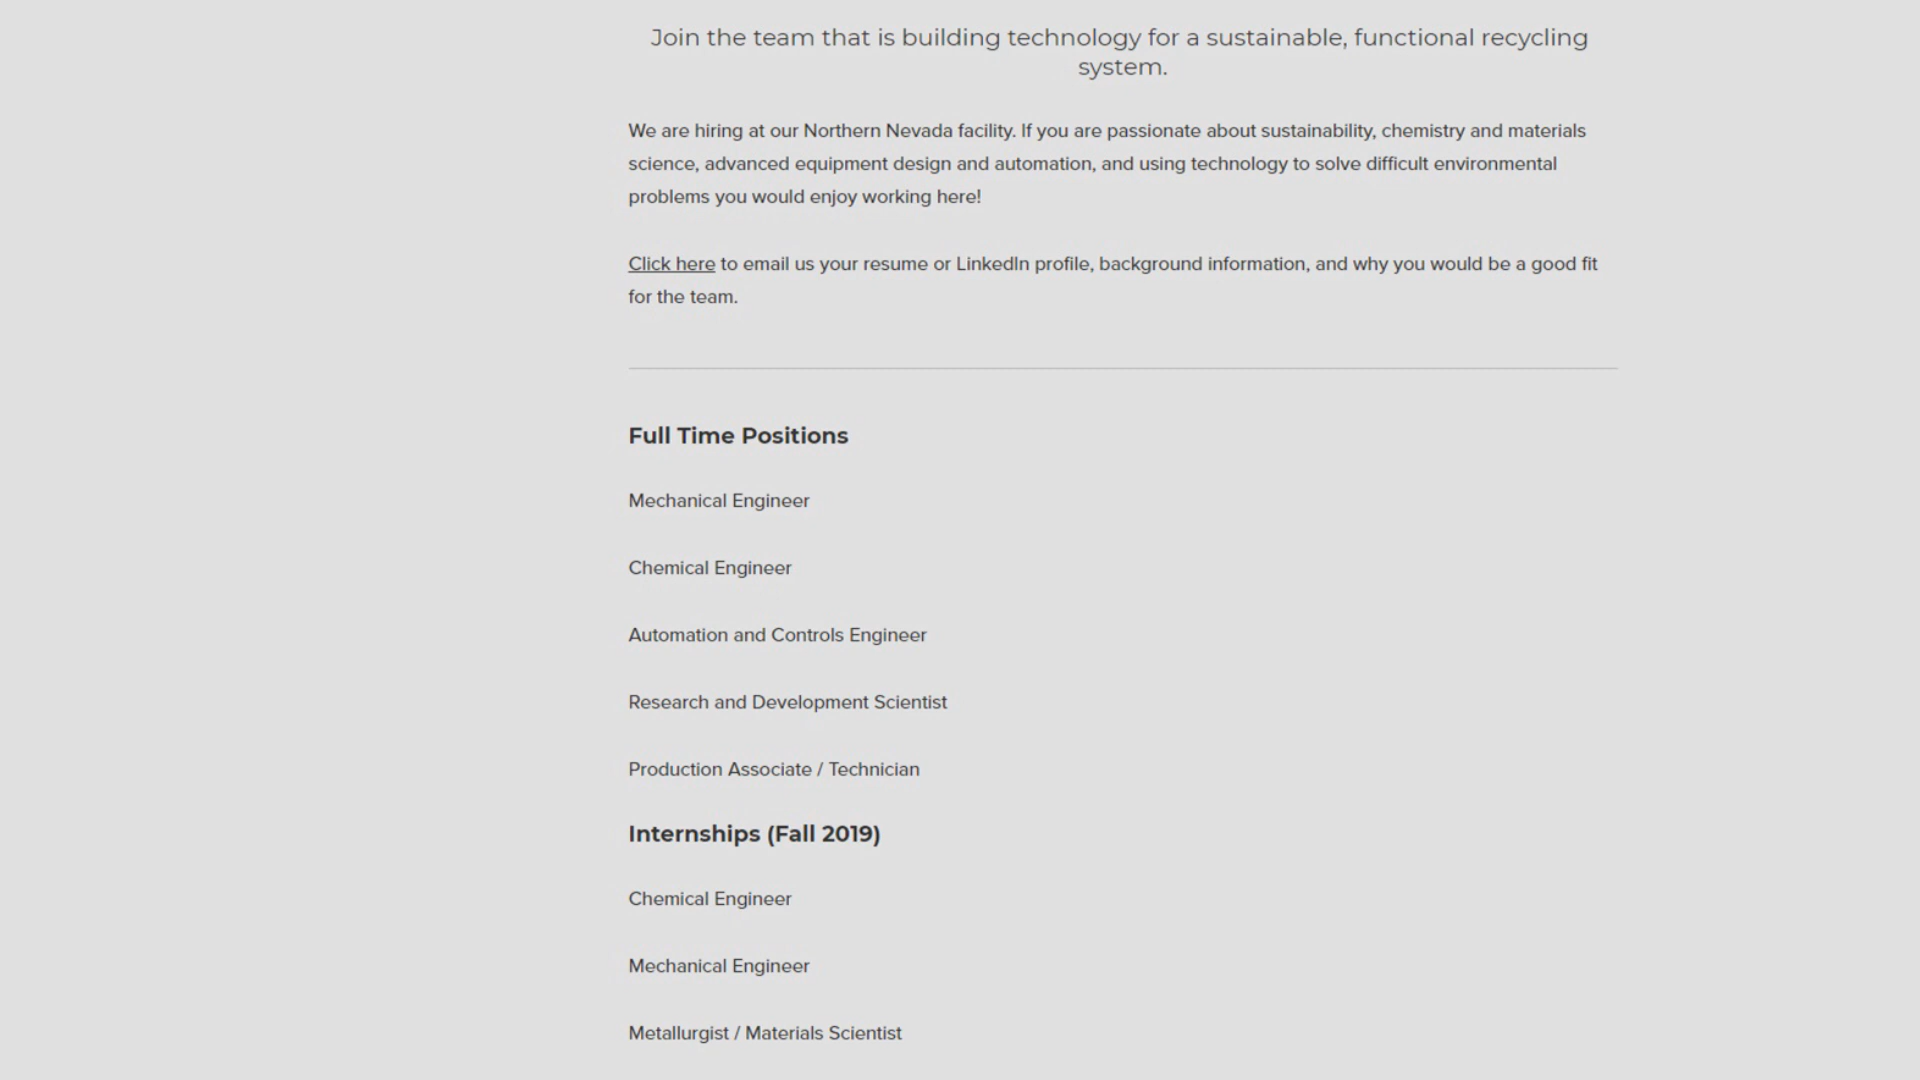 Join the team that is building technology for a sustainable, functional recycling
system.
We are hiring at our Northern Nevada facility. If you are passionate about sustainability, chemistry and materials
science, advanced equipment design and automation, and using technology to solve difficult environmental
problems you would enjoy working here!
Click here to email us your resume or LinkedIn profile, background information, and why you would be a good fit
for the team.
Full Time Positions
Mechanical Engineer
Chemical Engineer
Automation and Controls Engineer
Research and Development Scientist
Production Associate / Technician
Internships (Fall 2019)
Chemical Engineer
Mechanical Engineer
Metallurgist / Materials Scientist